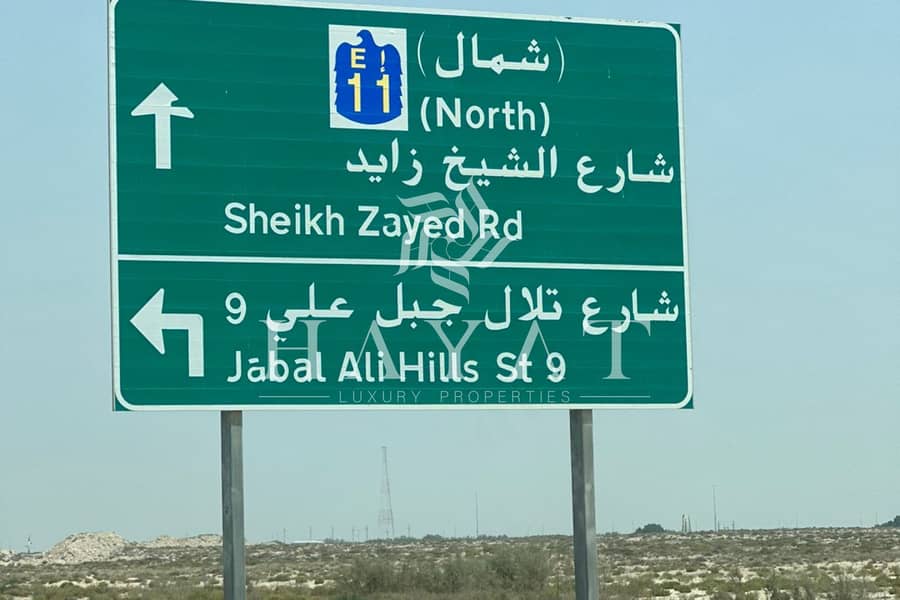 (شمال)
E !
11
(North)
شارع الشيخ زايد
Sheikh Zayed Rd
شارع تلال جبل علي 9
Jabal Ali Hills St 9
HAYAT
LUXURY PROPERTIES